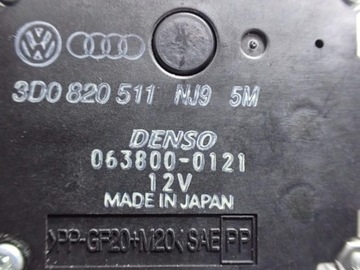 3D0 820 511 NJ9 5M
DENSO
063800-0121
12V
MADE IN JAPAN
>PP-GF20+M20< SAE PP